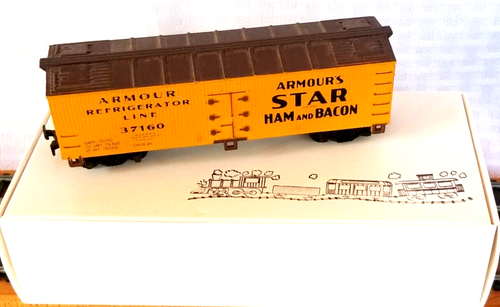 ARMOUR
REFRIGERATOR
LINE
37160
ARMOUR'S
STAR
HAM AND BACON